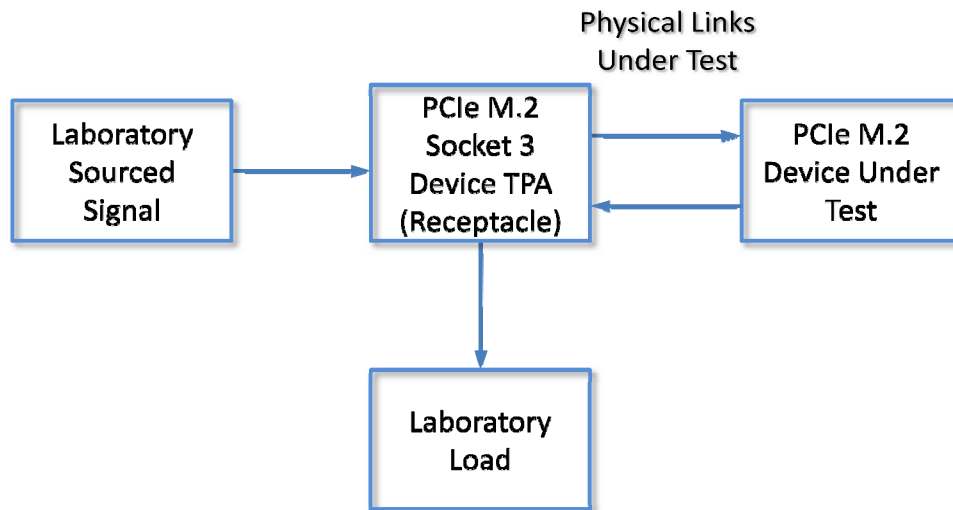 Physical Links
Under Test
Laboratory
Sourced
Signal
PCIe M.2
Socket 3
Device TPA
(Receptacle)
PCIe M.2
Device Under
Test
Laboratory
Load